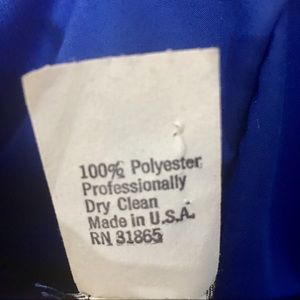 100% Polyester
Professionally
Dry Clean
Made in U.S.A.
RN 31865